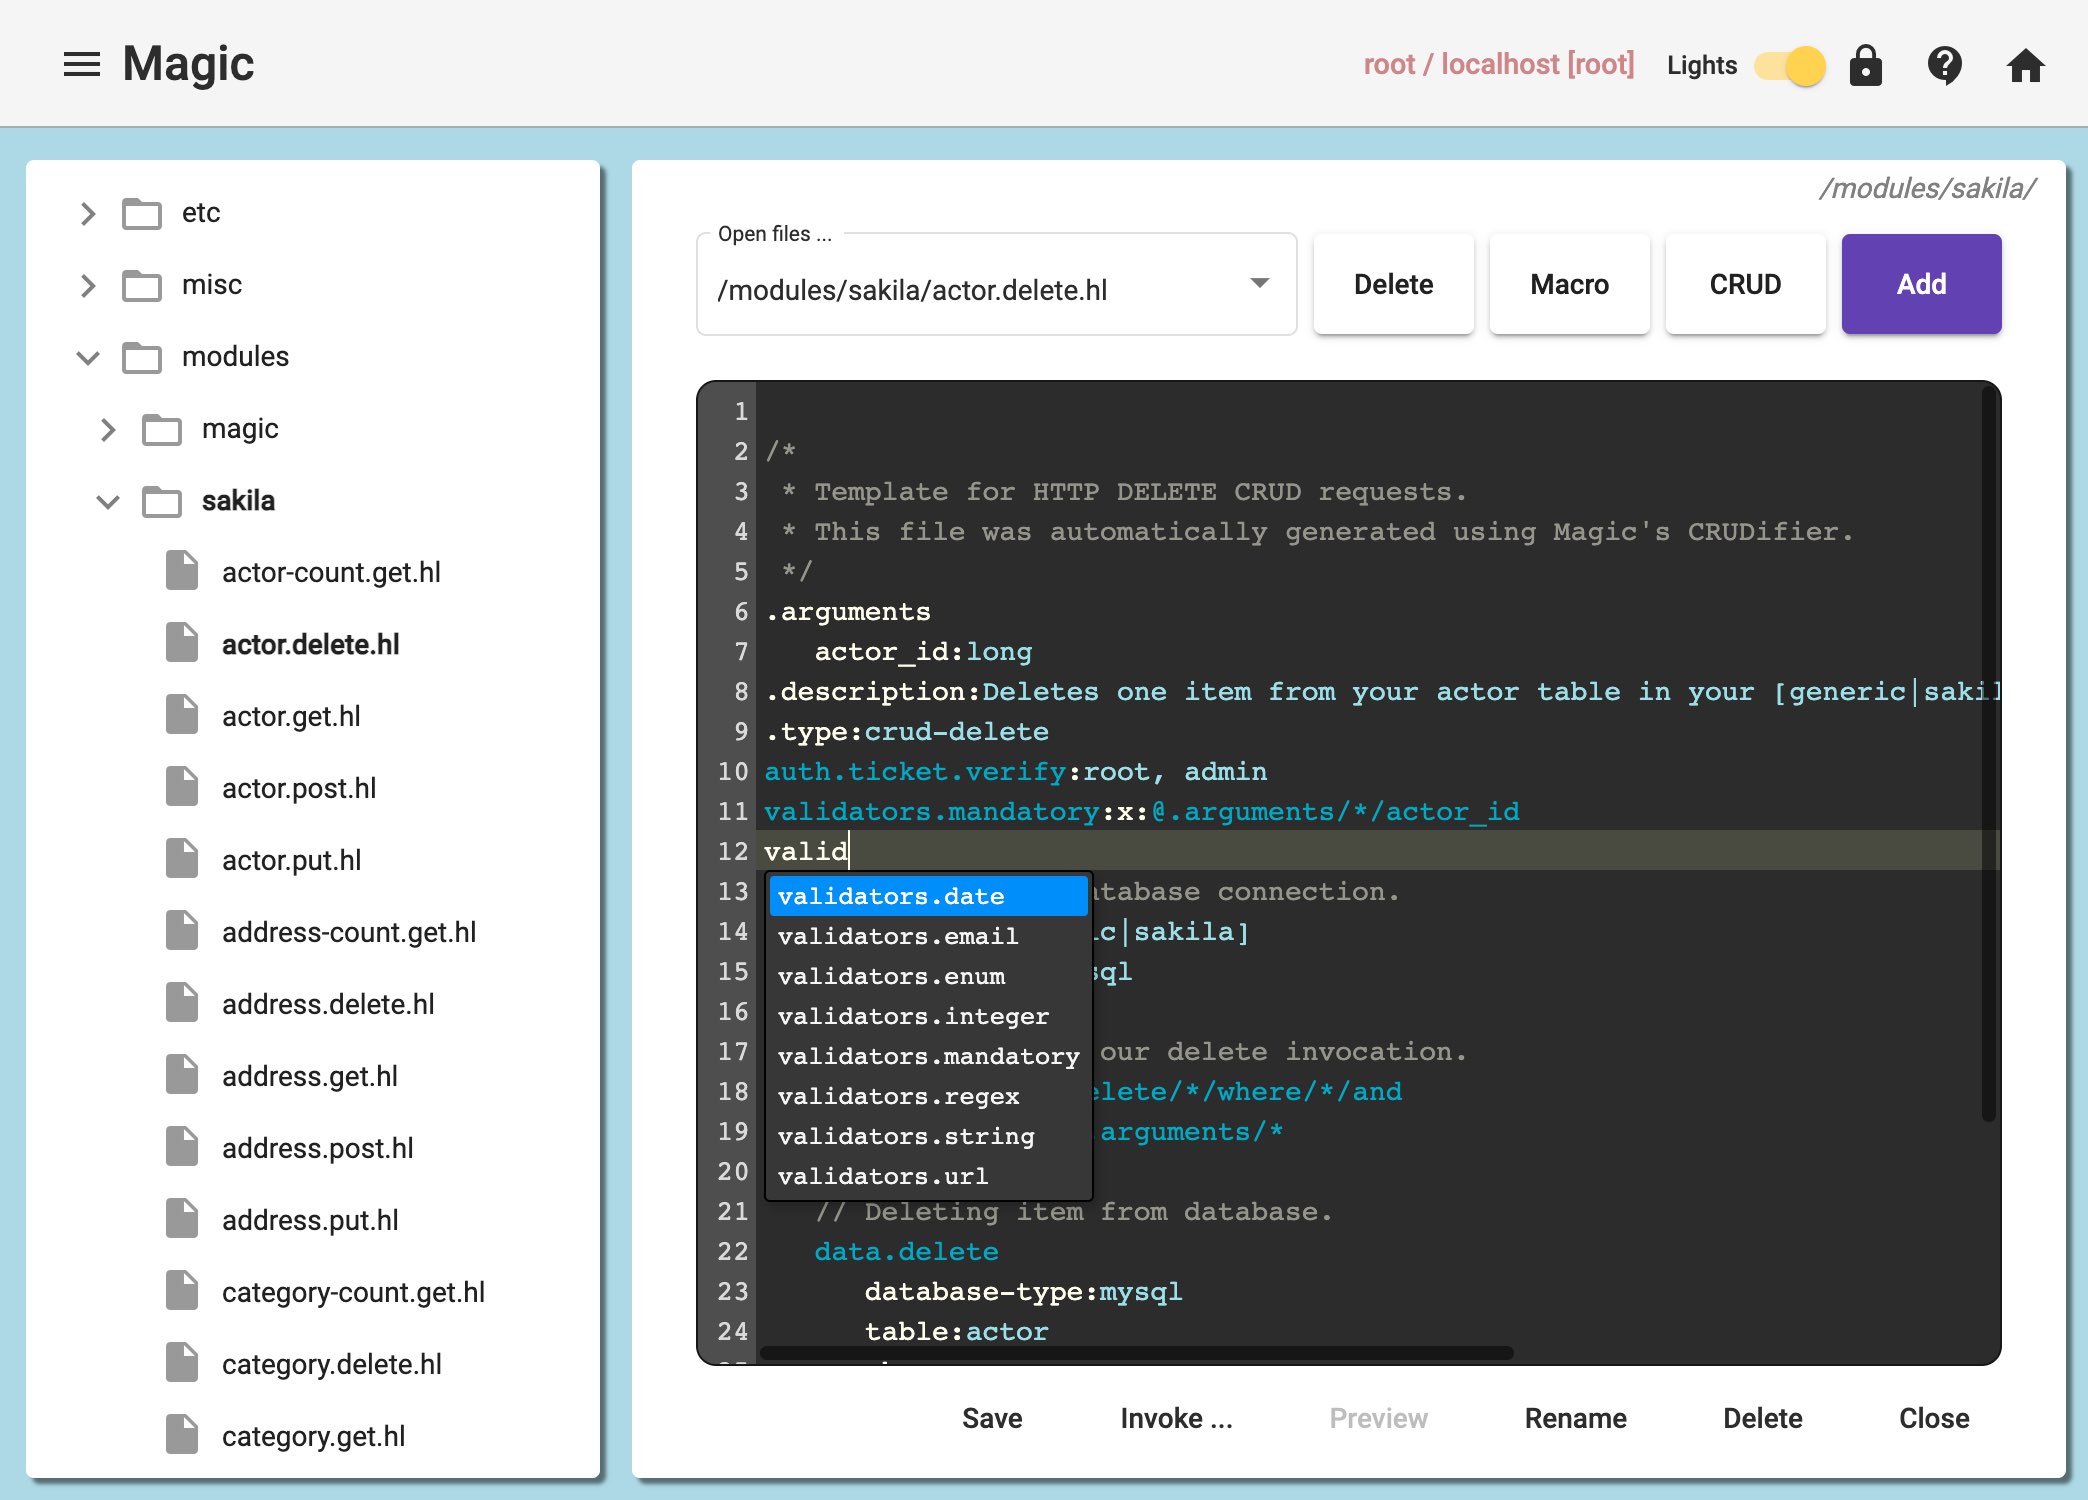 Magic
root / localhost [root]
Lights
etc
misc
modules
magic
sakila
actor-count.get.hl
actor.delete.hl
actor.get.hl
actor.post.hl
actor.put.hl
address-count.get.hl
address.delete.hl
address.get.hl
address.post.hl
address.put.hl
category-count.get.hl
category.delete.hl
category.get.hl
/modules/sakila/
Open files ...
/modules/sakila/actor.delete.hl
Delete
Macro
CRUD
Add
1
2 /*
3 * Template for HTTP DELETE CRUD requests.
4 * This file was automatically generated using Magic's CRUDifier.
5 */
6 .arguments
7 actor_id:long
8 .description:Deletes one item from your actor table in your [generic|sakil
9 .type:crud-delete
10 auth.ticket.verify:root, admin
11 validators.mandatory:x:@.arguments/*/actor_id
12 valid
validators.date
validators.email
validators.enum
validators.integer
validators.mandatory
validators.regex
validators.string
validators.url
13 connection.
14 c|sakila]
15 sql
16
17 our delete invocation.
18 elete/*/where/*/and
19 arguments/*
20
21 // Deleting item from database.
22 data.delete
23 database-type:mysql
24 table:actor
Save
Invoke ...
Preview
Rename
Delete
Close